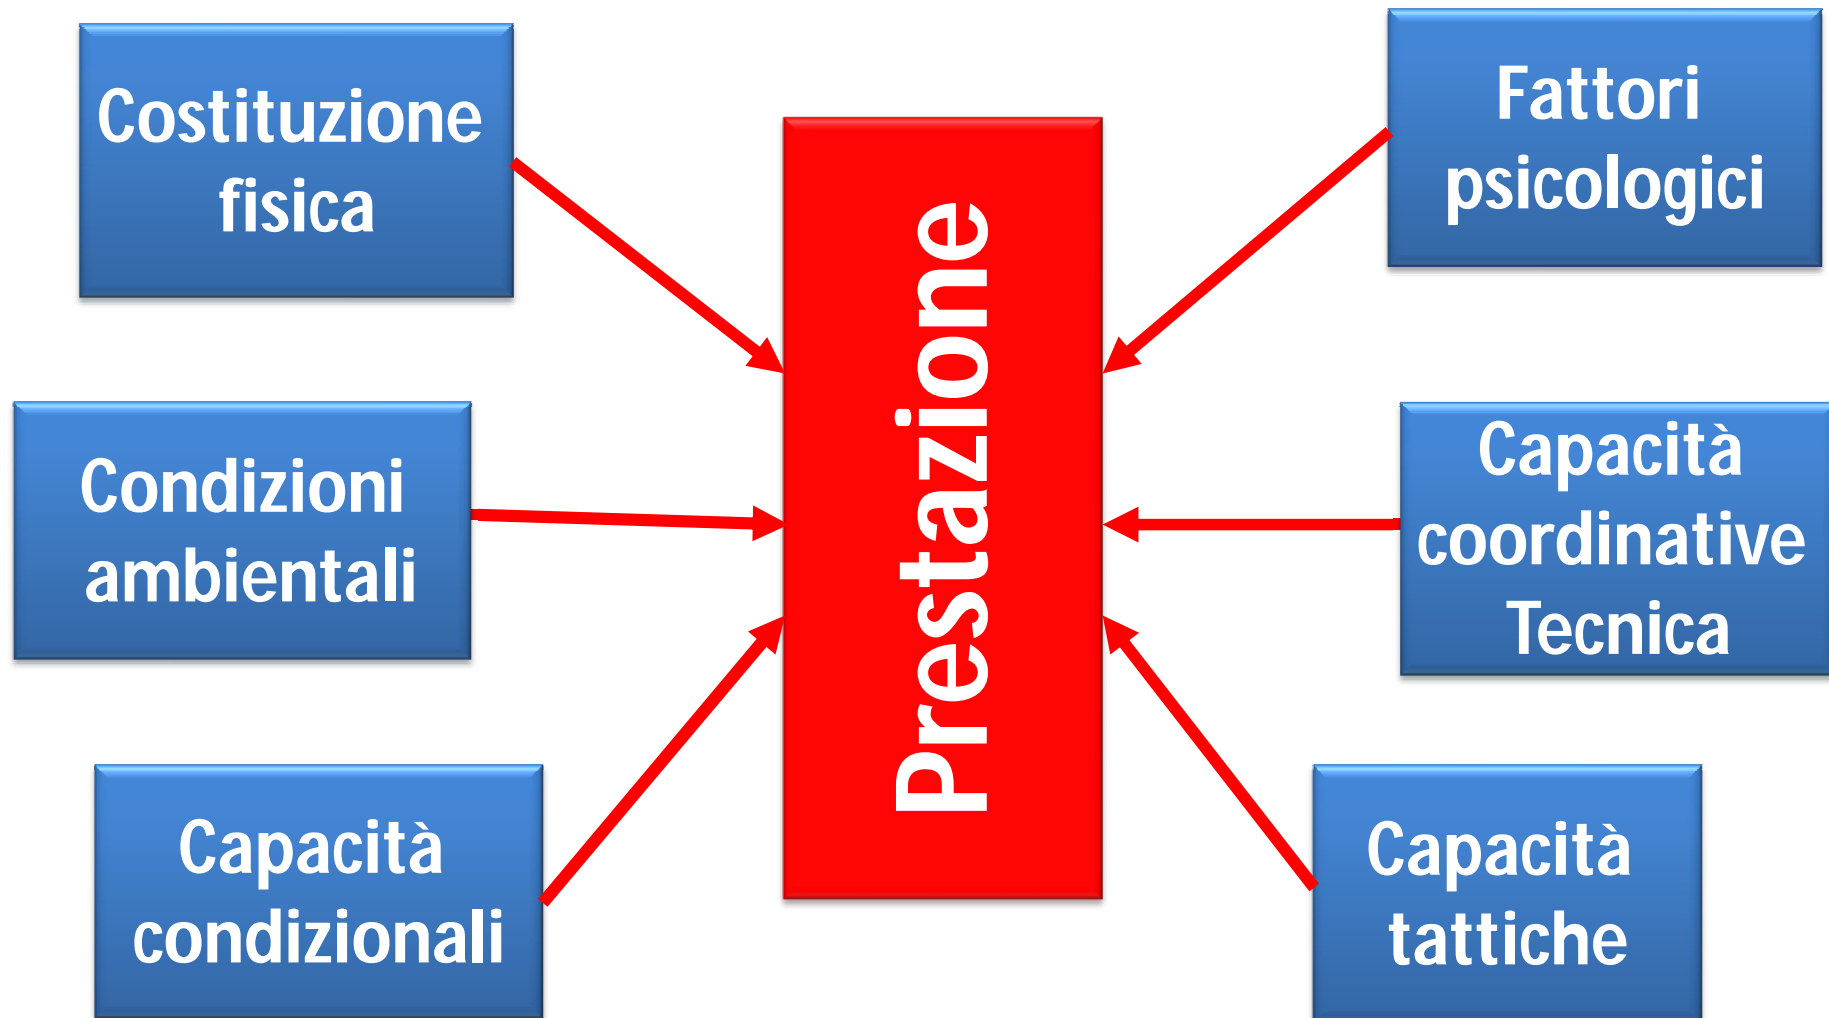 Costituzione
fisica
Condizioni
ambientali
Capacità
condizionali
Prestazione
Fattori
psicologici
Capacità
coordinative
Tecnica
Capacità
tattiche